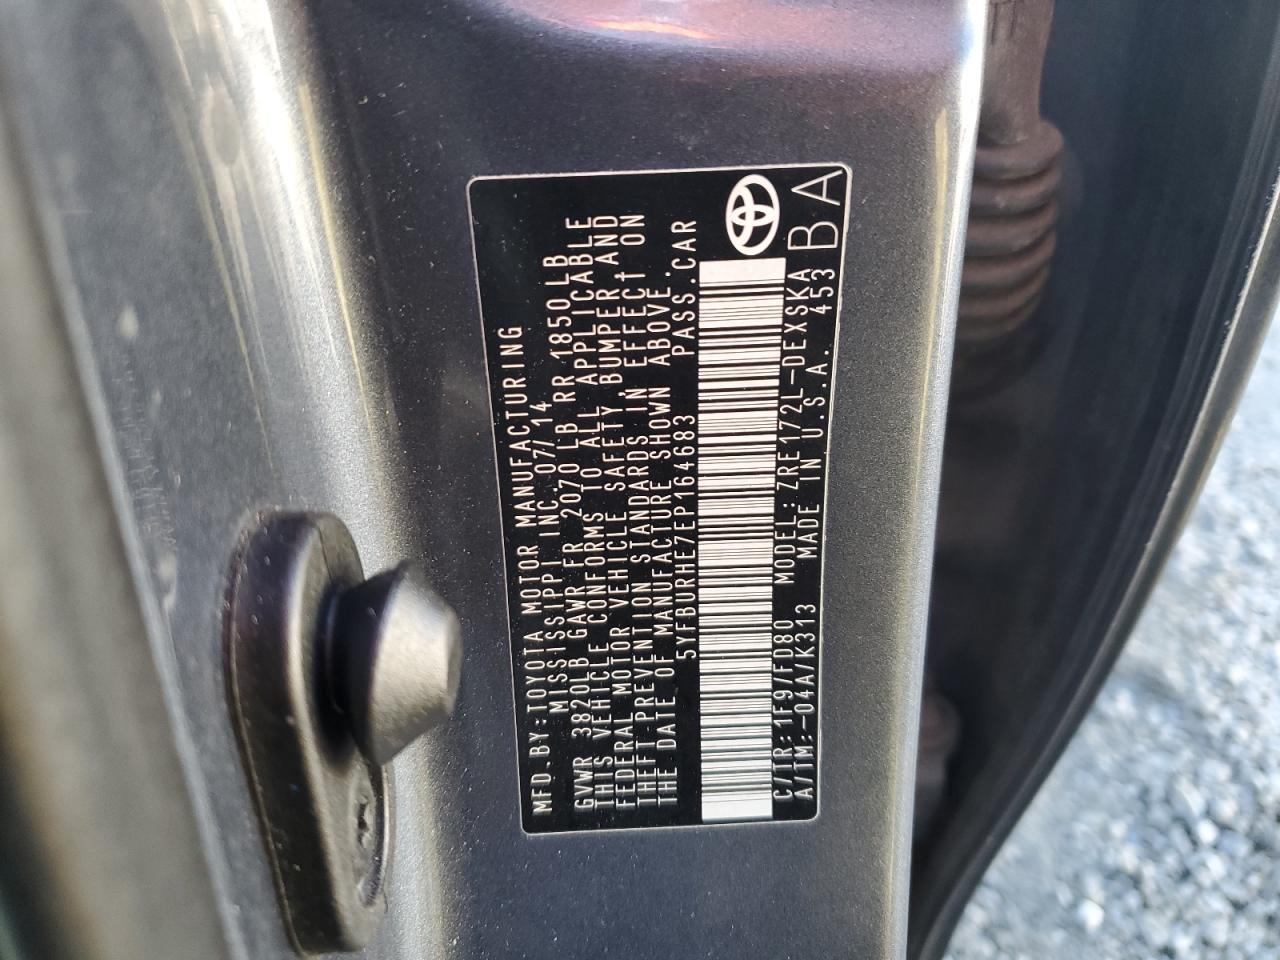 MFD.BY:TOYOTA MOTOR MANUFACTURING
MISSISSIPPI INC.07/14
GVWR 3820LB GAWR FR 2070 LB RR 1850 LB
THIS VEHICLE CONFORMS TO ALL APPLICABLE
FEDERAL MOTOR VEHICLE SAFETY,BUMPER,AND
THEFT-PREVENTION STANDARDS IN EFFECT ON
THE DATE OF MANUFACTURE SHOWN ABOVE.
5YFBURHE7EP164683 PASS.CAR
C/TR:1F9/FD80 MODEL:ZRE172L-DEXSKA
A/TM:-04A/K313 MADE IN U.S.A. 453
BA